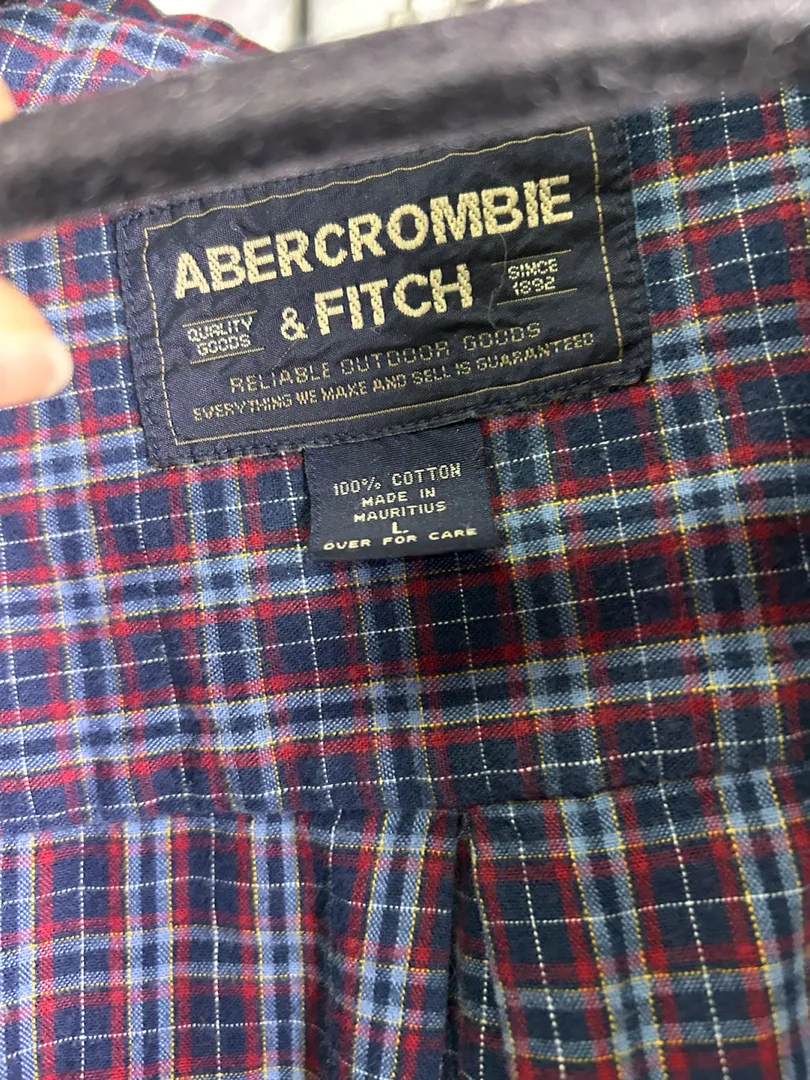 ABERCROMBIE
& FITCH
SINCE
1892
QUALITY
GOODS
RELIABLE OUTDOOR GOODS
EVERYTHING WE MAKE AND SELL IS GUARANTEED
100% COTTON
MADE IN
MAURITIUS
L
OVER FOR CARE